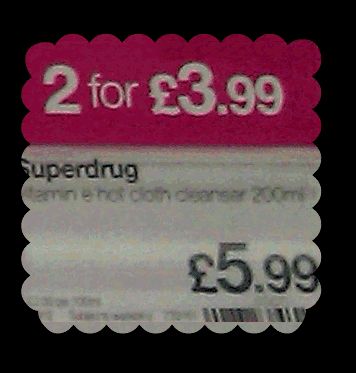 2 for £3.99
Superdrug
vitamin e hot cloth cleanser 200ml
£5.99